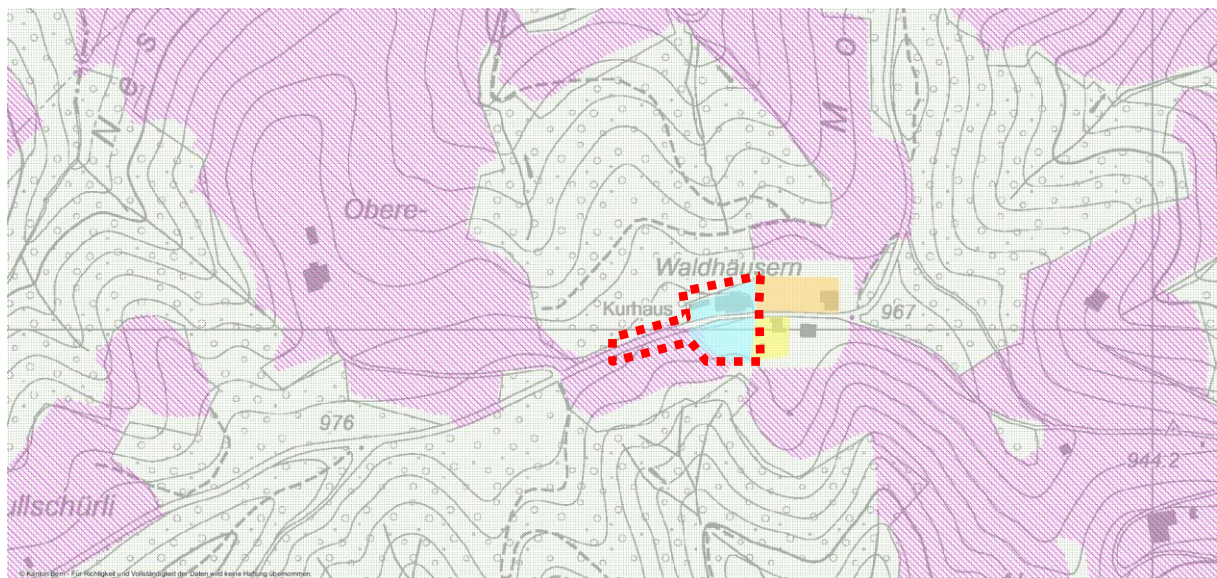 N e s
M o
Obere-
Waldhäusern
Kurhaus
967
976
944.2
ullschürli
© Kanton Bern - Für Richtigkeit und Vollständigkeit der Daten wird keine Haftung übernommen.